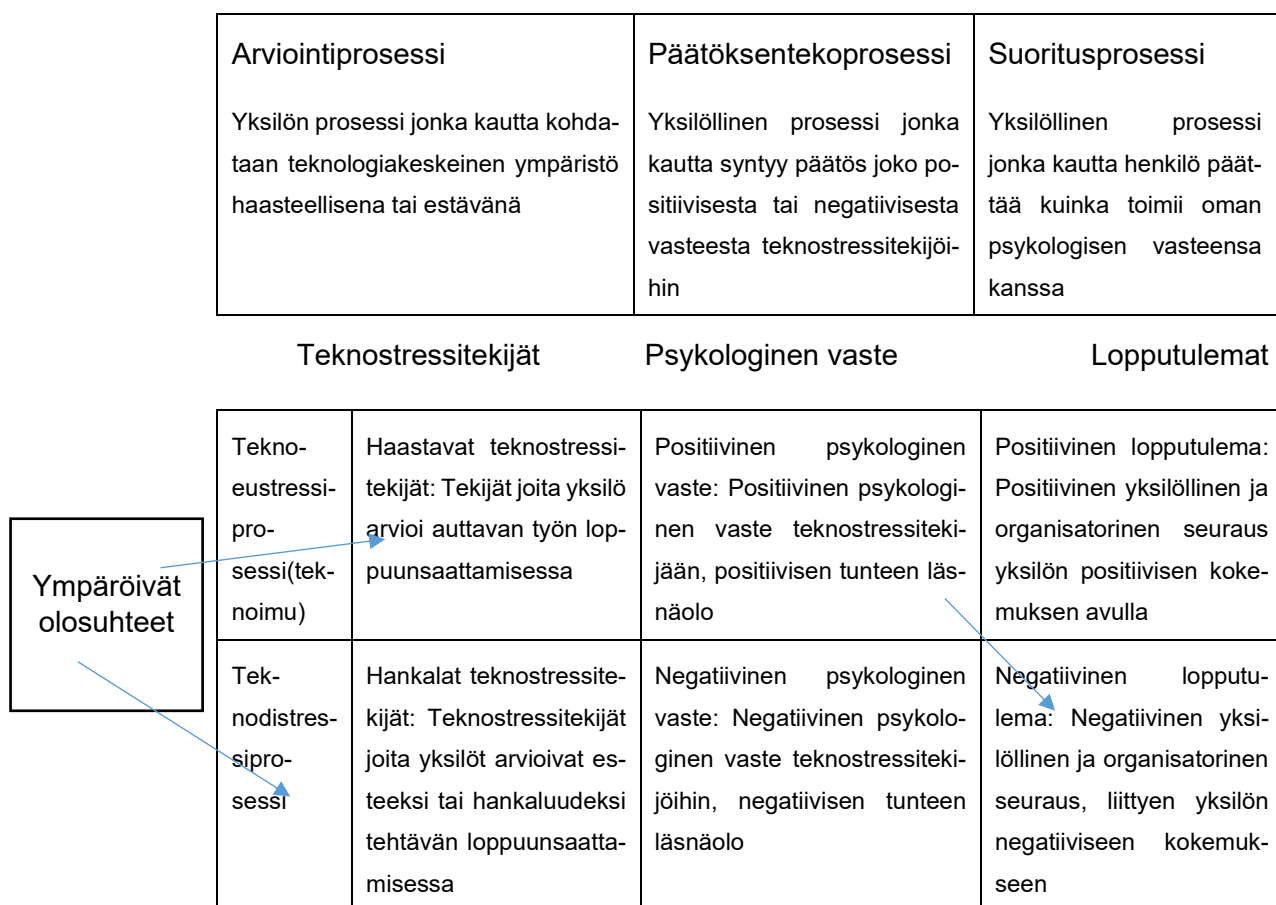 Arviointiprosessi
Yksilön prosessi jonka kautta kohda-
taan teknologiakeskeinen ympäristö
haasteellisena tai estävänä
Päätöksentekoprosessi
Yksilöllinen prosessi jonka
kautta syntyy päätös joko po-
sitiivisesta tai negatiivisesta
vasteesta teknostressitekijöi-
hin
Suoritusprosessi
Yksilöllinen prosessi
jonka kautta henkilö päät-
tää kuinka toimii oman
psykologisen vasteensa
kanssa
Teknostressitekijät
Psykologinen vaste
Lopputulemat
Ympäröivät
olosuhteet
Tekno-
eustressi-
pro-
sessi(tek-
noimu)
Haastavat teknostressi-
tekijät: Tekijät joita yksilö
arvioi auttavan työn lop-
puunsaattamisessa
Positiivinen psykologinen
vaste: Positiivinen psykologi-
nen vaste teknostressiteki-
jään, positiivisen tunteen läs-
näolo
Positiivinen lopputulema:
Positiivinen yksilöllinen ja
organisatorinen seuraus
yksilön positiivisen koke-
muksen avulla
Tek-
nodistres-
sipro-
sessi
Hankalat teknostressite-
kijät: Teknostressitekijät
joita yksilöt arvioivat es-
teeksi tai hankaluudeksi
tehtävän loppuunsaatta-
misessa
Negatiivinen psykologinen
vaste: Negatiivinen psykolo-
ginen vaste teknostressiteki-
jöihin, negatiivisen tunteen
läsnäolo
Negatiivinen lopputu-
lema: Negatiivinen yksi-
löllinen ja organisatorinen
seuraus, liittyen yksilön
negatiiviseen kokemuk-
seen